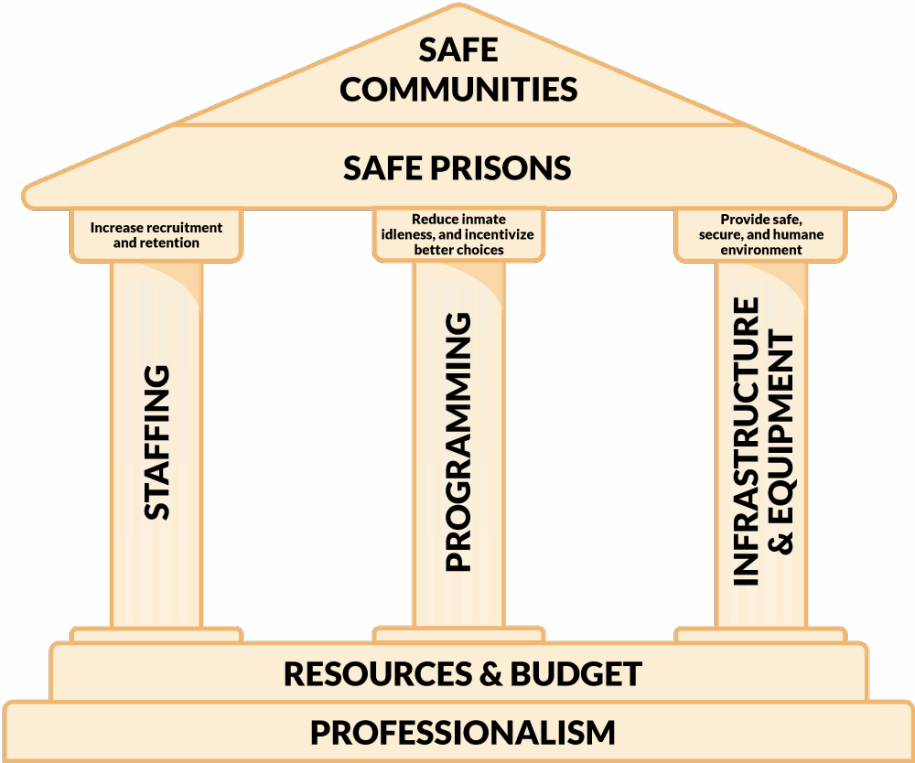 SAFE
COMMUNITIES
SAFE PRISONS
Increase recruitment
and retention
Reduce inmate
idleness, and incentivize
better choices
Provide safe,
secure, and humane
environment
STAFFING
PROGRAMMING
INFRASTRUCTURE
& EQUIPMENT
RESOURCES & BUDGET
PROFESSIONALISM